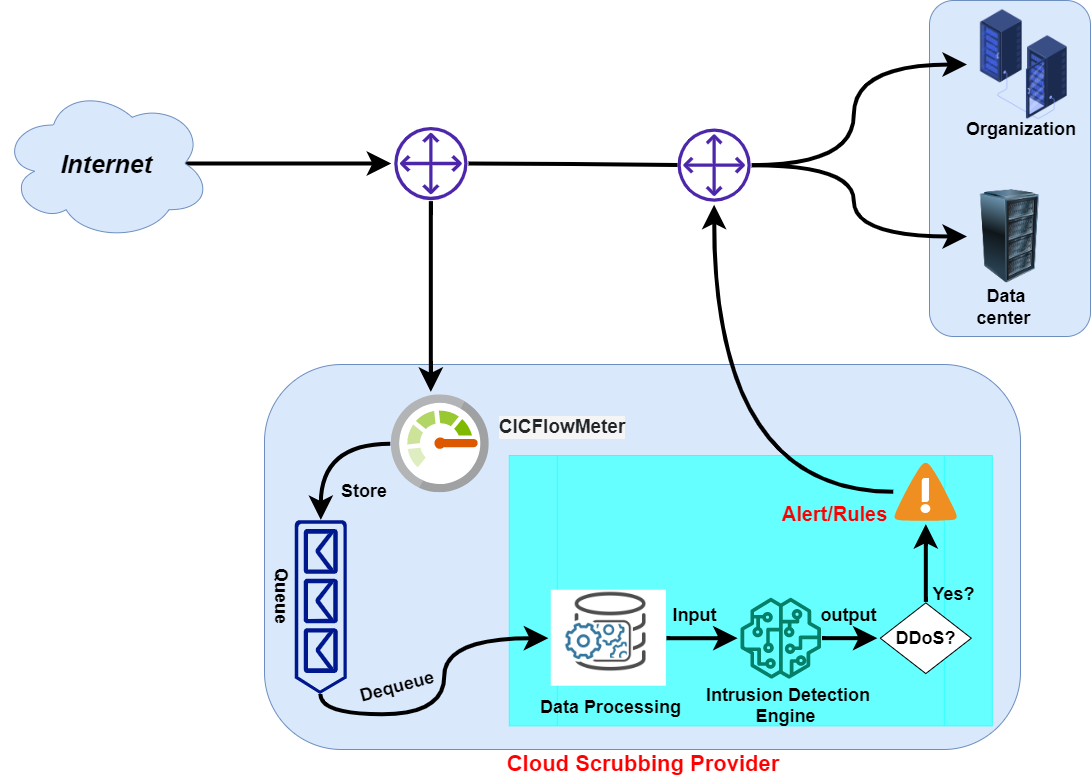 Organization
Internet
Data
center
CICFlowMeter
Store
Alert/Rules
Queue
Yes?
Input
output
DDoS?
Dequeue
Data Processing
Intrusion Detection
Engine
Cloud Scrubbing Provider